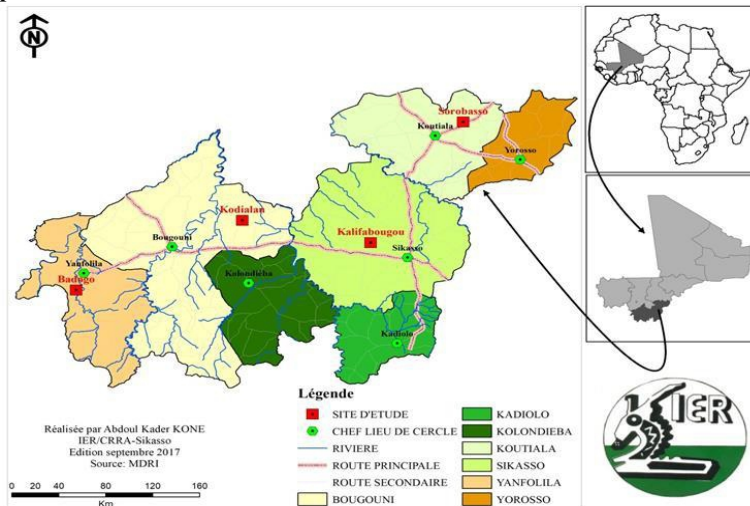 N
Sorobasso
Koutiala
Yorosso
Kodialan
Bougouni
Kalifabougou
Sikasso
Yanfolila
Kolondieba
Kadiolo
Légende
SITE D'ETUDE
CHEF LIEU DE CERCLE
RIVIERE
ROUTE PRINCIPALE
ROUTE SECONDAIRE
BOUGOUNI
KADIOLO
KOLONDIEBA
KOUTIALA
SIKASSO
YANFOLILA
YOROSSO
Réalisée par Abdoul Kader KONE
IER/CRRA-Sikasso
Edition septembre 2017
Source: MDRI
0 20 40 80 120 160
Km
IER